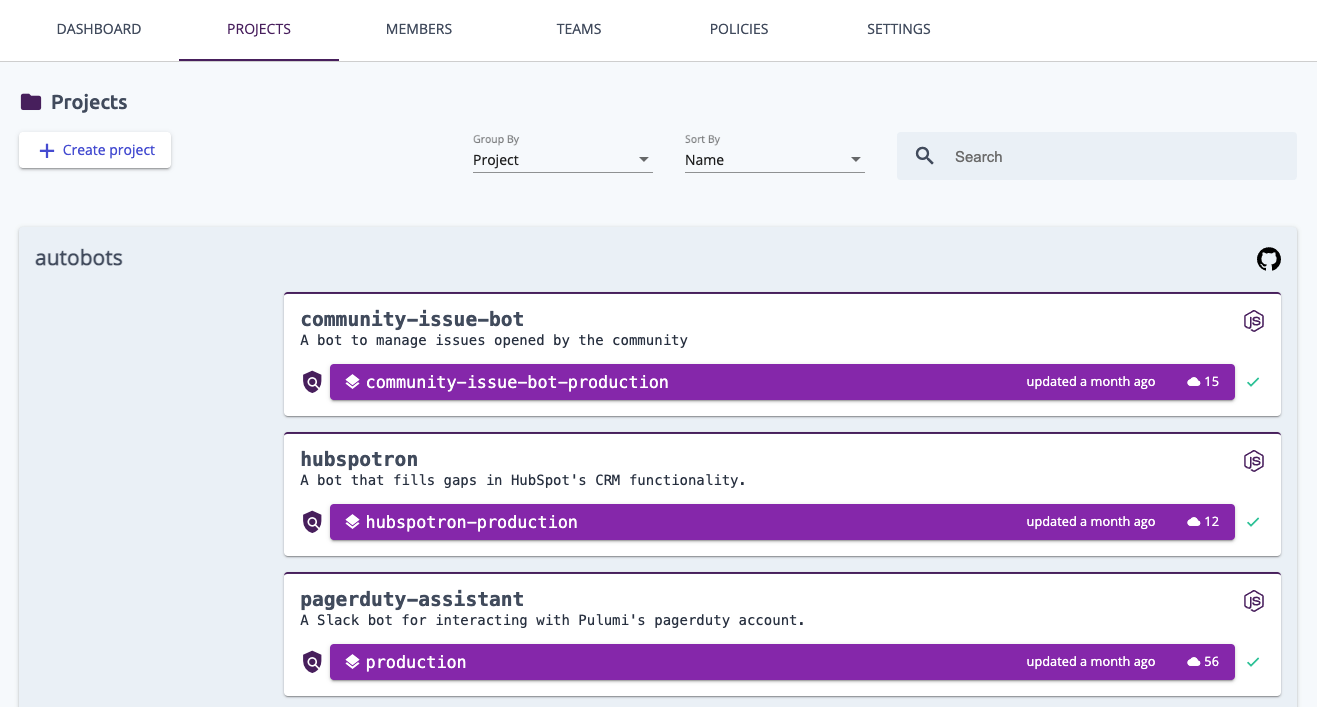 DASHBOARD PROJECTS MEMBERS TEAMS POLICIES SETTINGS
Projects
+ Create project
Group By
Project
Sort By
Name
Search
autobots
community-issue-bot
JS
A bot to manage issues opened by the community
community-issue-bot-production updated a month ago 15
hubspotron
JS
A bot that fills gaps in HubSpot's CRM functionality.
hubspotron-production updated a month ago 12
pagerduty-assistant
JS
A Slack bot for interacting with Pulumi's pagerduty account.
production updated a month ago 56